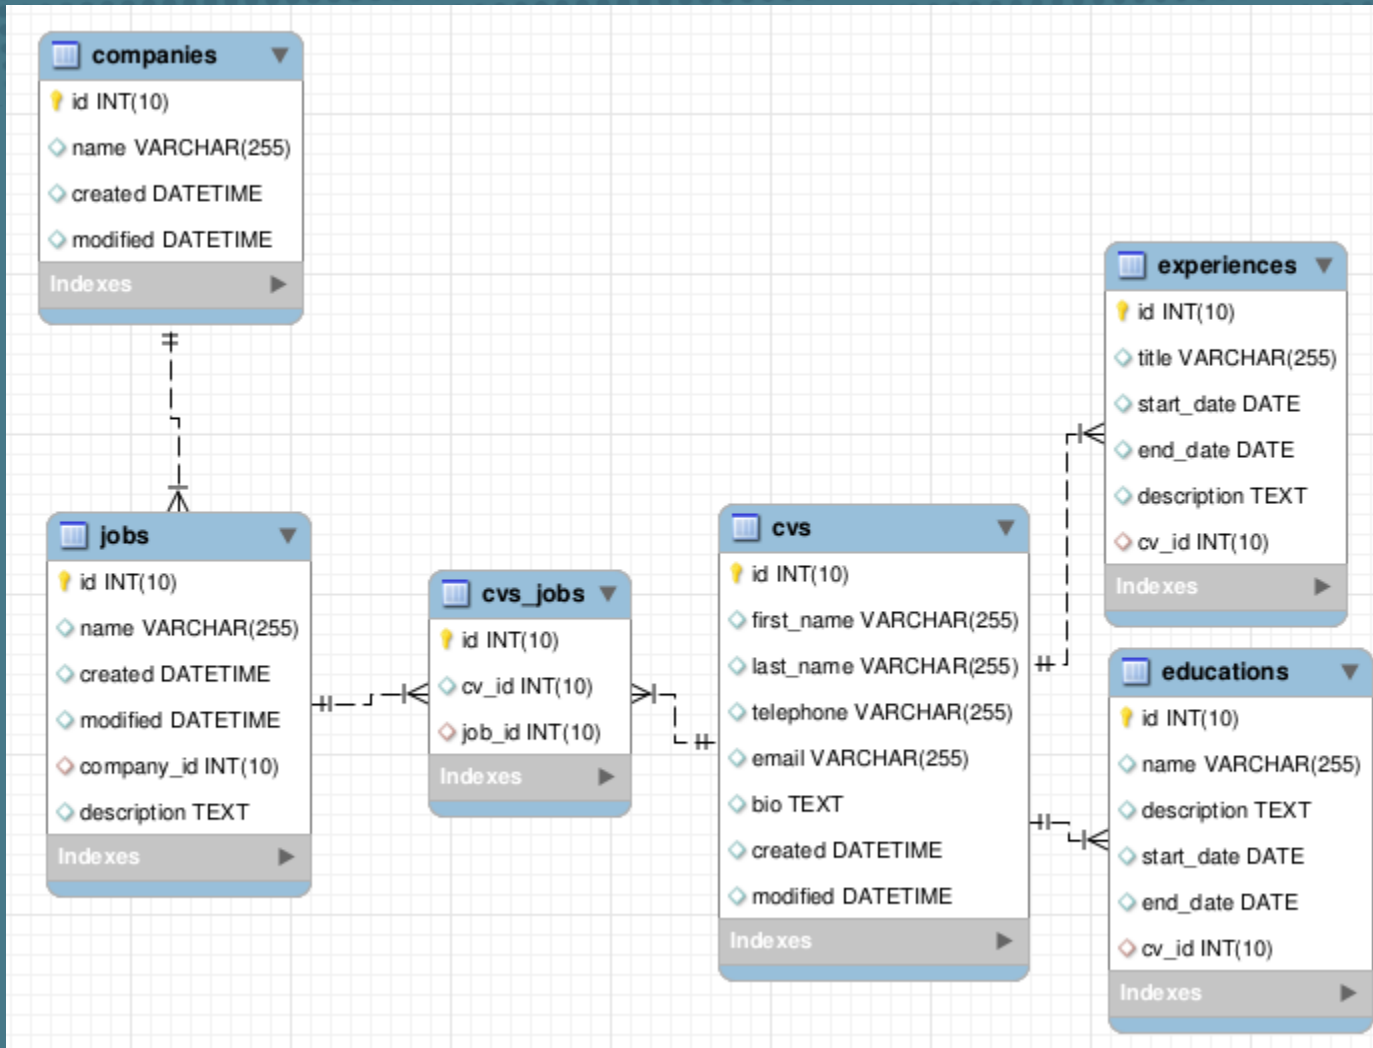 companies
id INT(10)
name VARCHAR(255)
created DATETIME
modified DATETIME
Indexes
jobs
id INT(10)
name VARCHAR(255)
created DATETIME
modified DATETIME
company_id INT(10)
description TEXT
Indexes
cvs_jobs
id INT(10)
cv_id INT(10)
job_id INT(10)
Indexes
cvs
id INT(10)
first_name VARCHAR(255)
last_name VARCHAR(255)
telephone VARCHAR(255)
email VARCHAR(255)
bio TEXT
created DATETIME
modified DATETIME
Indexes
experiences
id INT(10)
title VARCHAR(255)
start_date DATE
end_date DATE
description TEXT
cv_id INT(10)
Indexes
educations
id INT(10)
name VARCHAR(255)
description TEXT
start_date DATE
end_date DATE
cv_id INT(10)
Indexes